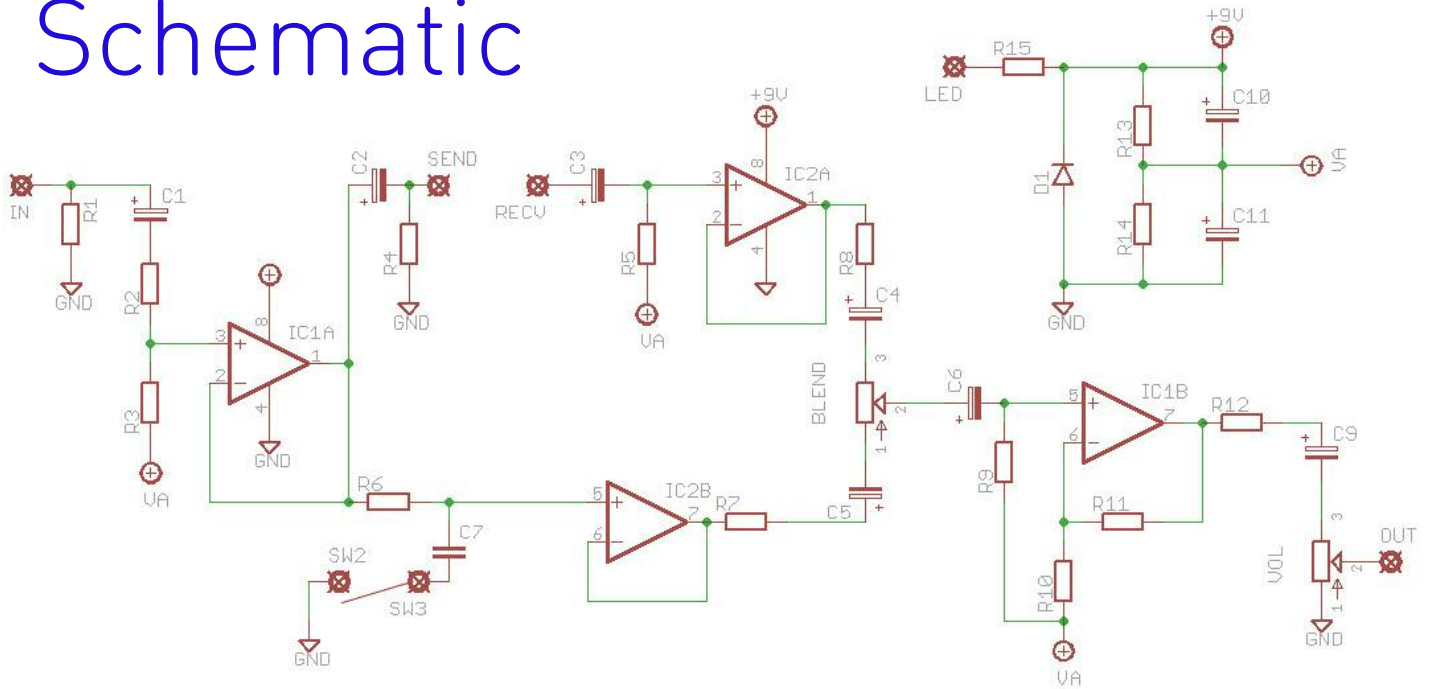 Schematic
+9V
R15
LED
C10
R13
VA
D1
R14
C11
GND
+9V
C2
SEND
C3
8
IC2A
IN
R1
C1
RECV
3
+
1
2
−
4
R4
R5
R8
GND
R2
GND
VA
C4
8
IC1A
3
+
1
2
−
4
3
BLEND
2
1
C6
5
+
IC1B
7
6
−
R12
C9
R3
GND
VA
R9
R6
5
+
IC2B
7
6
−
R7
C5
R11
3
OUT
VOL
2
1
C7
SW2
SW3
R10
GND
GND
VA